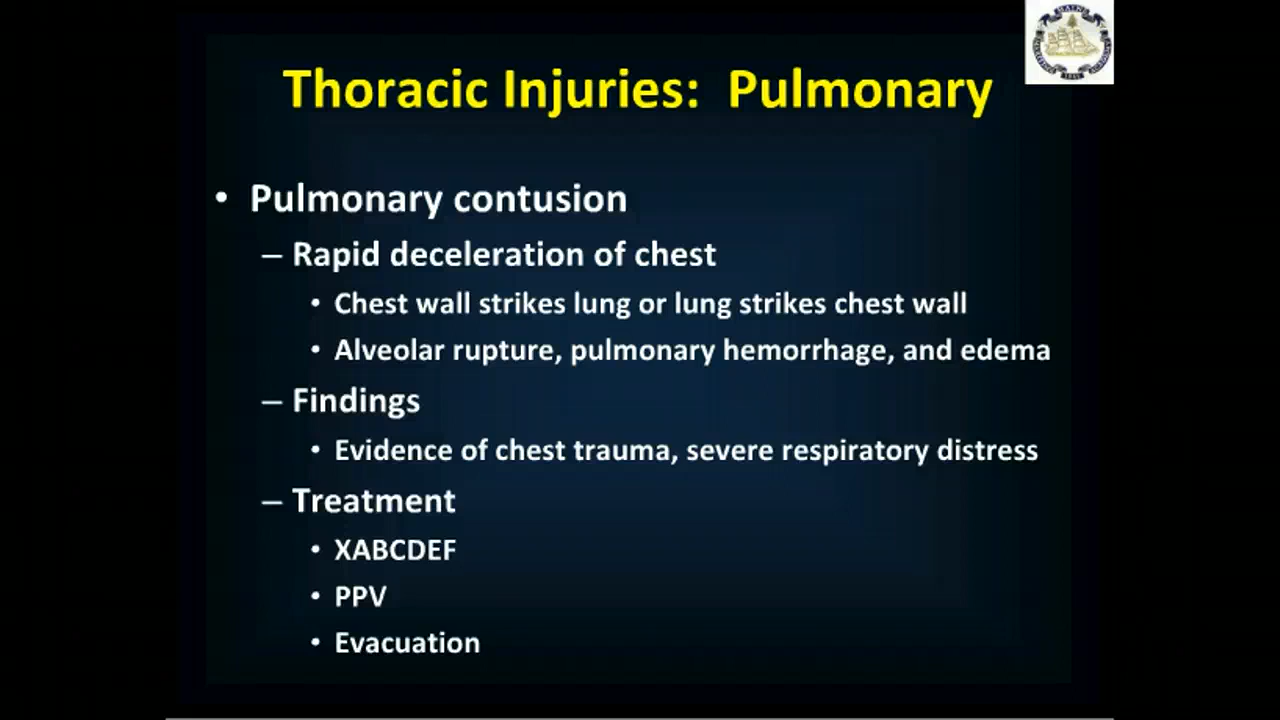 Thoracic Injuries: Pulmonary
• Pulmonary contusion
– Rapid deceleration of chest
• Chest wall strikes lung or lung strikes chest wall
• Alveolar rupture, pulmonary hemorrhage, and edema
– Findings
• Evidence of chest trauma, severe respiratory distress
– Treatment
• XABCDEF
• PPV
• Evacuation